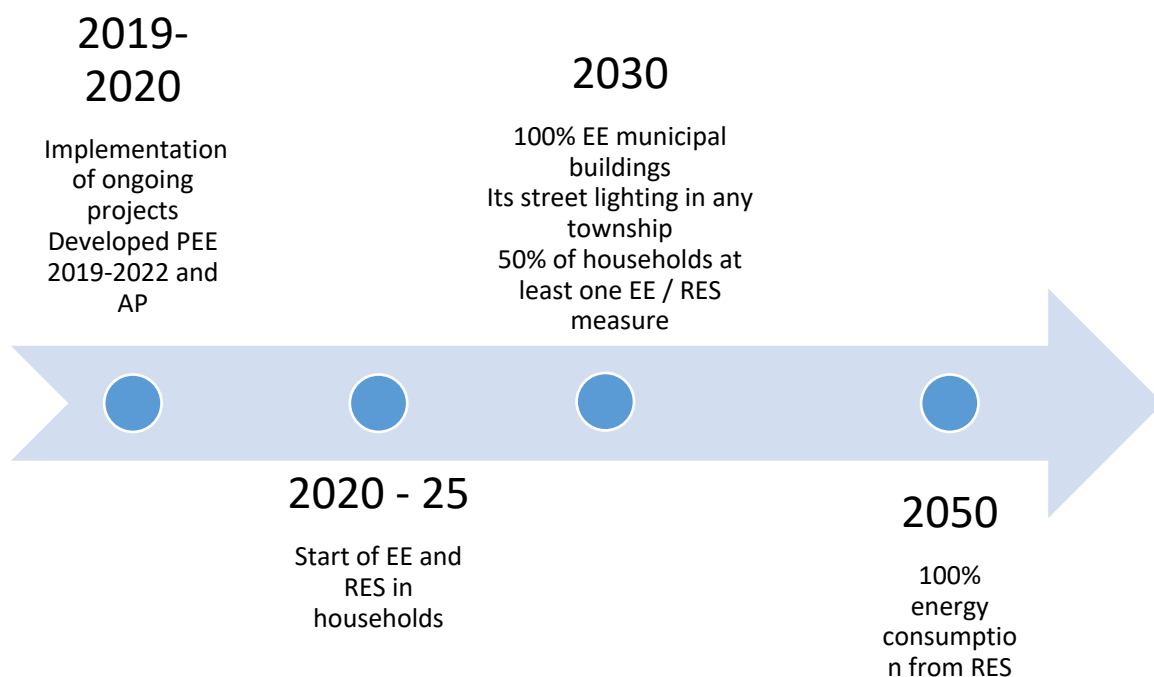 2019-
2020
Implementation
of ongoing
projects
Developed PEE
2019-2022 and
AP
2020 - 25
Start of EE and
RES in
households
2030
100% EE municipal
buildings
Its street lighting in any
township
50% of households at
least one EE / RES
measure
2050
100%
energy
consumptio
n from RES